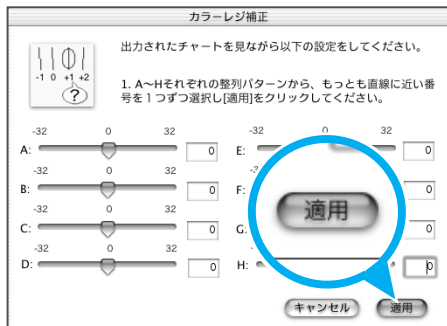 カラーレジ補正
出力されたチャートを見ながら以下の設定をしてください。
-1 0 +1 +2
?
1. A〜Hそれぞれの整列パターンから、もっとも直線に近い番
号を1つずつ選択し[適用]をクリックしてください。
-32 0 32
A: 0
-32 0 32
B: 0
-32 0 32
C: 0
-32 0 32
D: 0
-32 0 32
E: 0
F: 0
G: 0
H: 0
適用
キャンセル 適用